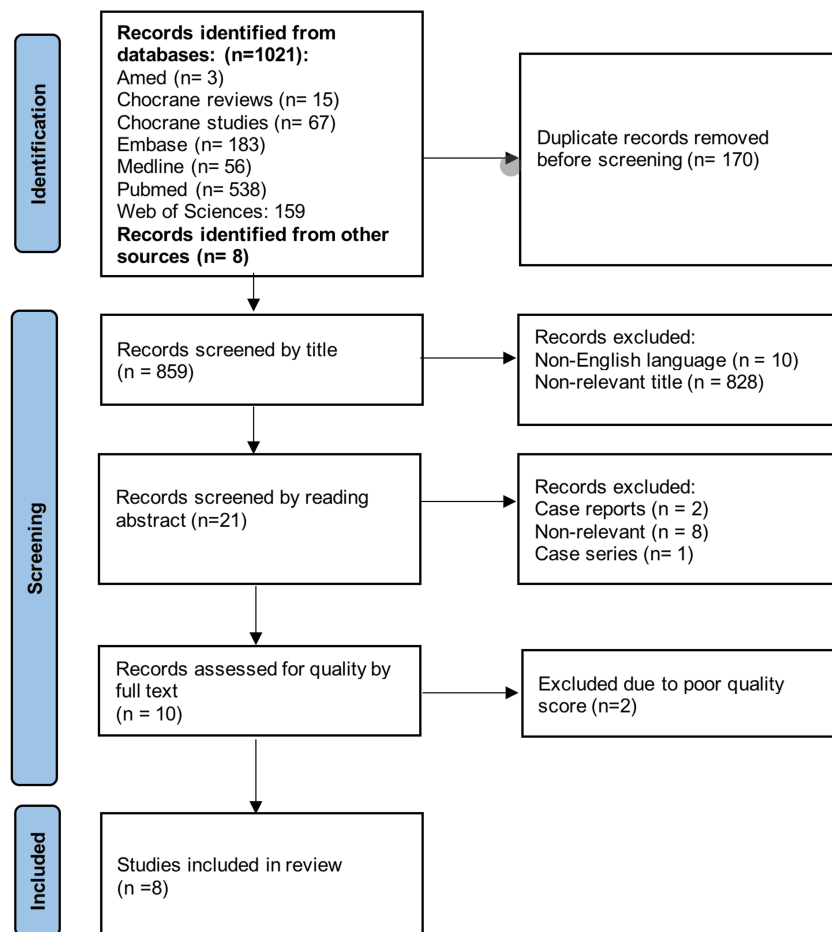 Identification
Records identified from
databases: (n=1021):
Amed (n= 3)
Chocrane reviews (n= 15)
Chocrane studies (n= 67)
Embase (n= 183)
Medline (n= 56)
Pubmed (n= 538)
Web of Sciences: 159
Records identified from other
sources (n= 8)
Duplicate records removed
before screening (n= 170)
Screening
Records screened by title
(n = 859)
Records excluded:
Non-English language (n = 10)
Non-relevant title (n = 828)
Records screened by reading
abstract (n=21)
Records excluded:
Case reports (n = 2)
Non-relevant (n = 8)
Case series (n= 1)
Records assessed for quality by
full text
(n = 10)
Excluded due to poor quality
score (n=2)
Included
Studies included in review
(n =8)